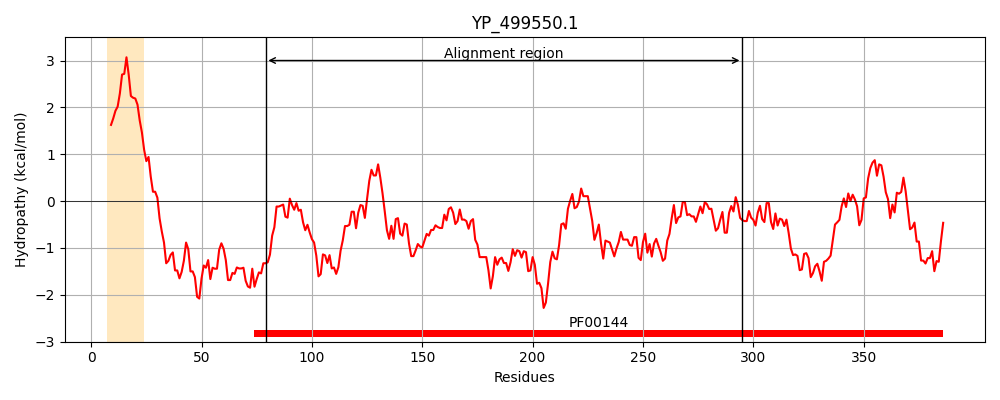 YP_499550.1
Alignment region
3
2
1
0
−1
−2
−3
Hydropathy (kcal/mol)
PF00144
0 50 100 150 200 250 300 350
Residues